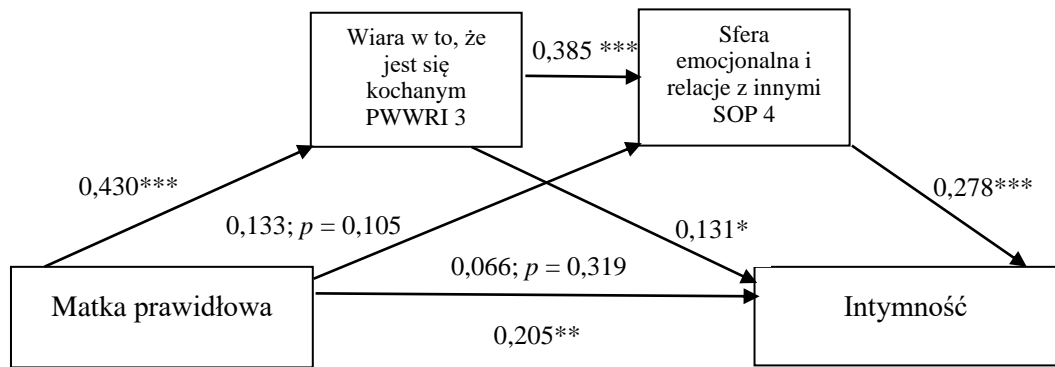 Wiara w to, że
jest się
kochanym
PWWRI 3
0,385 ***
Sfera
emocjonalna i
relacje z innymi
SOP 4
0,430***
0,278***
0,133; p = 0,105
0,131*
0,066; p = 0,319
Matka prawidłowa
Intymność
0,205**